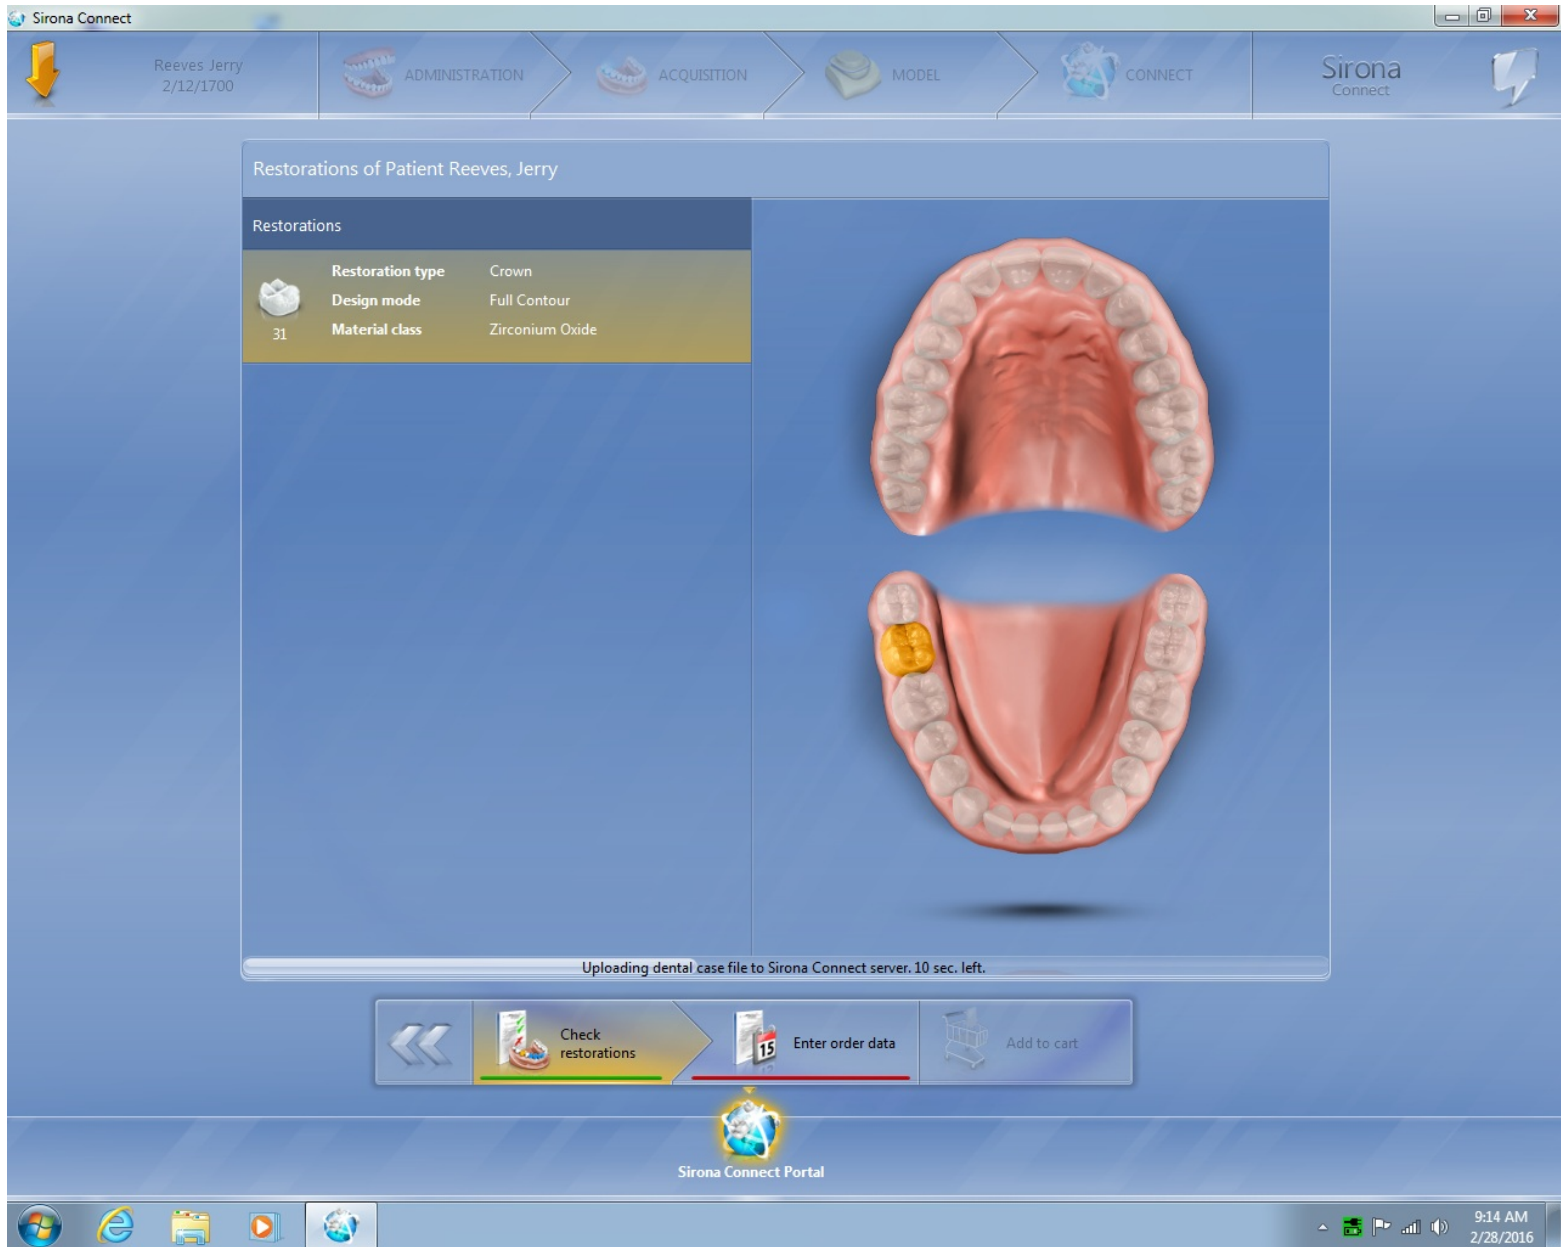 Sirona Connect
Reeves Jerry
2/12/1700
ADMINISTRATION
ACQUISITION
MODEL
CONNECT
Sirona
Connect
Restorations of Patient Reeves, Jerry
Restorations
Restoration type Crown
Design mode Full Contour
Material class Zirconium Oxide
31
Uploading dental case file to Sirona Connect server. 10 sec. left.
Check
restorations
15
Enter order data
Add to cart
Sirona Connect Portal
9:14 AM
2/28/2016